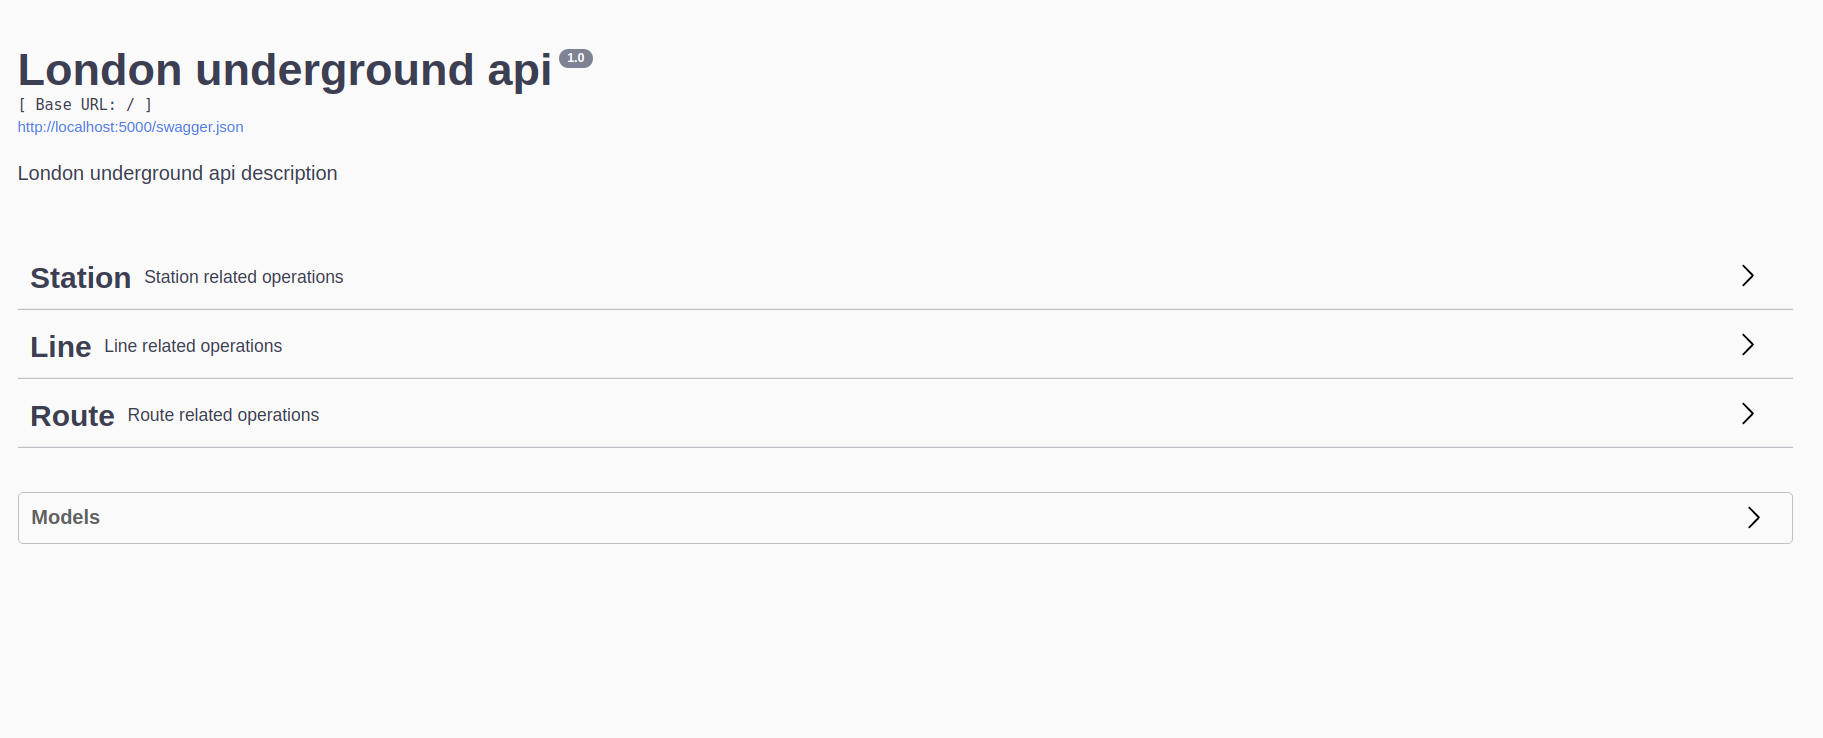 London underground api 1.0
[ Base URL: / ]
http://localhost:5000/swagger.json
London underground api description
Station Station related operations
Line Line related operations
Route Route related operations
Models